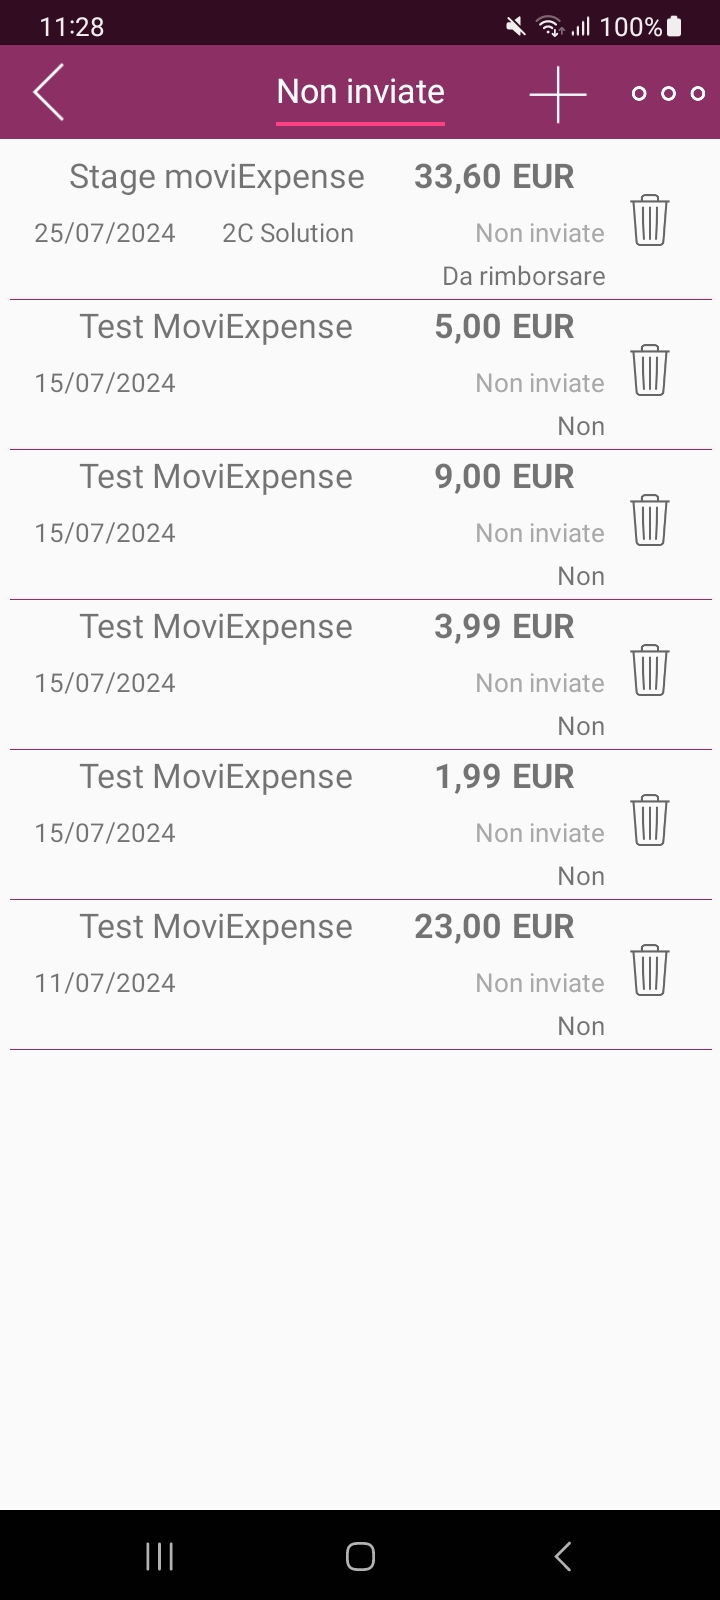 11:28 100%
Non inviate
Stage moviExpense 33,60 EUR
25/07/2024 2C Solution Non inviate
Da rimborsare
Test MoviExpense 5,00 EUR
15/07/2024 Non inviate
Non
Test MoviExpense 9,00 EUR
15/07/2024 Non inviate
Non
Test MoviExpense 3,99 EUR
15/07/2024 Non inviate
Non
Test MoviExpense 1,99 EUR
15/07/2024 Non inviate
Non
Test MoviExpense 23,00 EUR
11/07/2024 Non inviate
Non